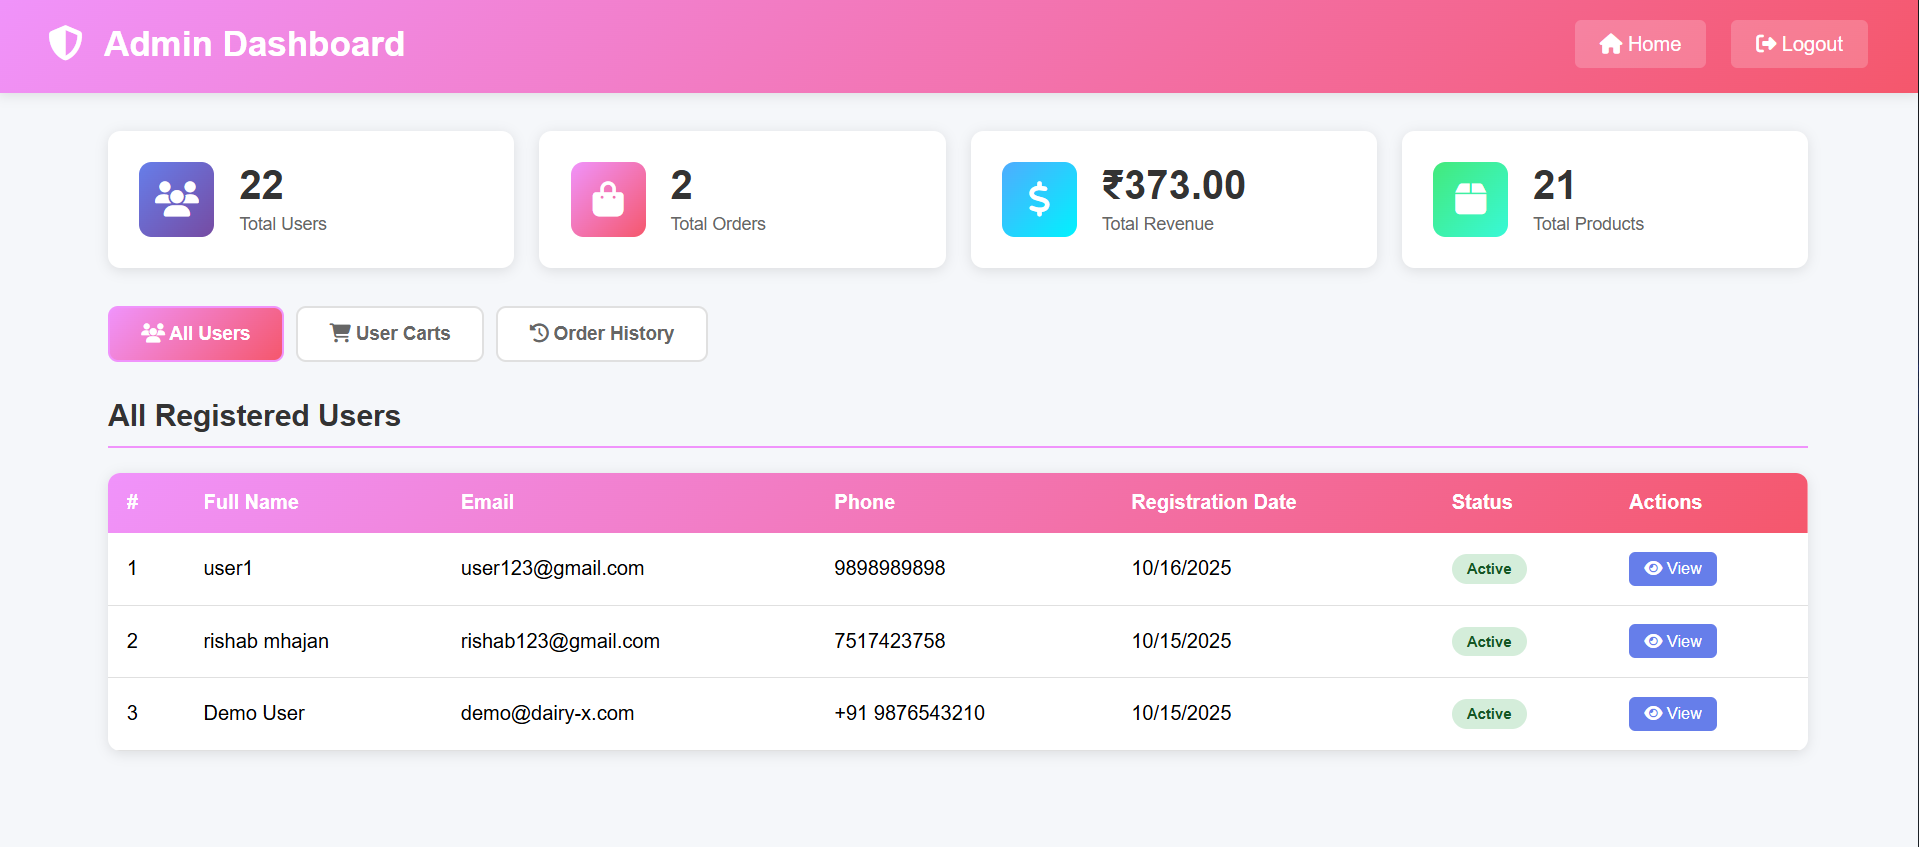 Admin Dashboard Home Logout
22 2 ₹373.00 21
Total Users Total Orders Total Revenue Total Products
All Users User Carts Order History
All Registered Users
# Full Name Email Phone Registration Date Status Actions
1 user1 user123@gmail.com 9898989898 10/16/2025 Active View
2 rishab mhajan rishab123@gmail.com 7517423758 10/15/2025 Active View
3 Demo User demo@dairy-x.com +91 9876543210 10/15/2025 Active View